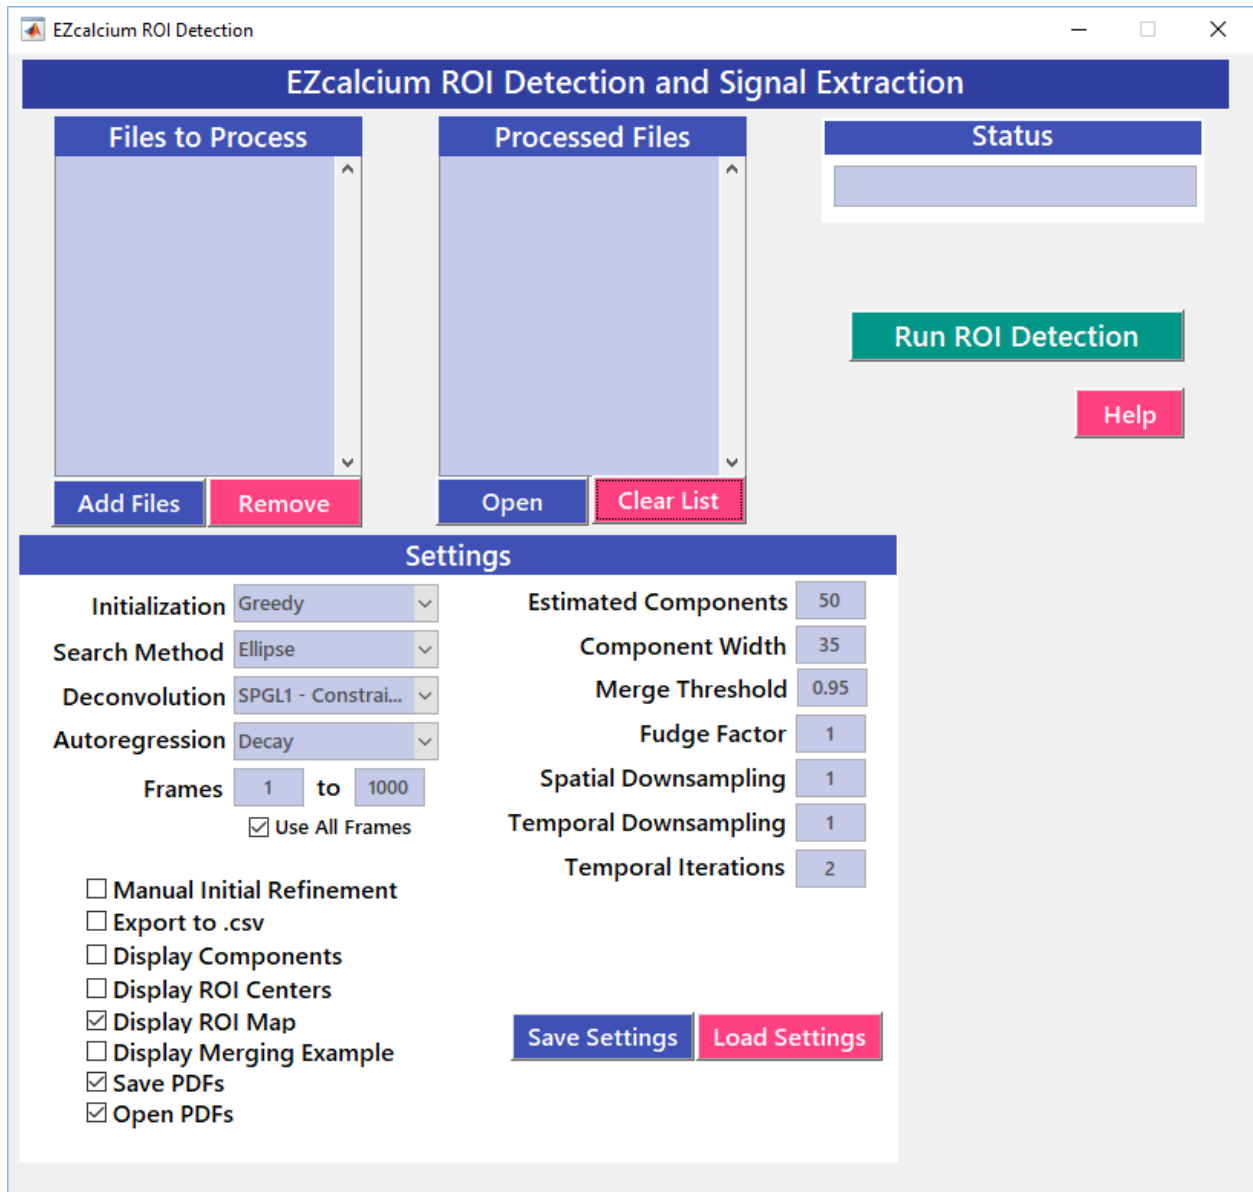 EZcalcium ROI Detection
EZcalcium ROI Detection and Signal Extraction
Files to Process
Processed Files
Status
Run ROI Detection
Help
Add Files
Remove
Open
Clear List
Settings
Initialization Greedy
Search Method Ellipse
Deconvolution SPGL1 - Constrai...
Autoregression Decay
Frames 1 to 1000
Use All Frames
Estimated Components 50
Component Width 35
Merge Threshold 0.95
Fudge Factor 1
Spatial Downsampling 1
Temporal Downsampling 1
Temporal Iterations 2
Manual Initial Refinement
Export to .csv
Display Components
Display ROI Centers
Display ROI Map
Display Merging Example
Save PDFs
Open PDFs
Save Settings
Load Settings